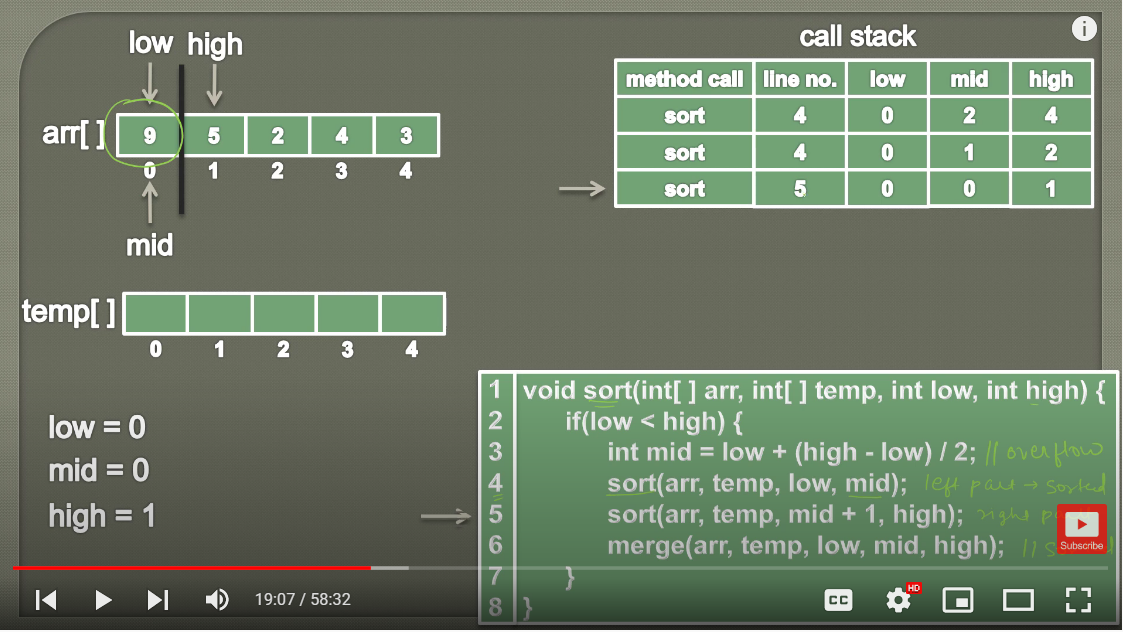 low high
call stack
i
method call line no. low mid high
sort 4 0 2 4
sort 4 0 1 2
sort 5 0 0 1
arr[ ] 9 5 2 4 3
0 1 2 3 4
mid
temp[ ]
0 1 2 3 4
low = 0
mid = 0
high = 1
1 void sort(int[ ] arr, int[ ] temp, int low, int high) {
2 if(low < high) {
3 int mid = low + (high - low) / 2; // overflow
4 sort(arr, temp, low, mid); left part → sorted
5 sort(arr, temp, mid + 1, high); right
6 merge(arr, temp, low, mid, high); //
7 }
8 }
Subscribe
19:07 / 58:32
CC
HD